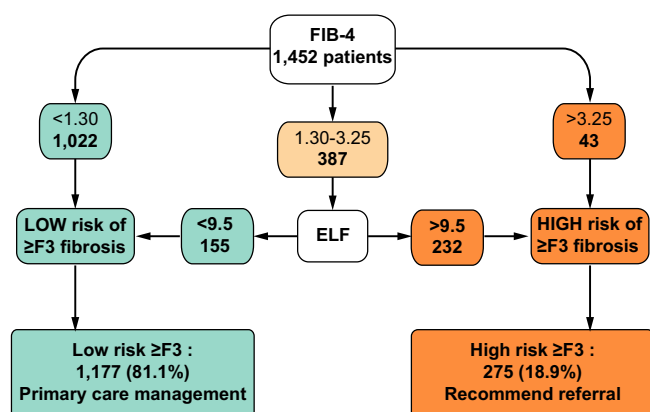 FIB-4
1,452 patients
<1.30
1,022
1.30-3.25
387
>3.25
43
LOW risk of
≥F3 fibrosis
<9.5
155
ELF
>9.5
232
HIGH risk of
≥F3 fibrosis
Low risk ≥F3 :
1,177 (81.1%)
Primary care management
High risk ≥F3 :
275 (18.9%)
Recommend referral